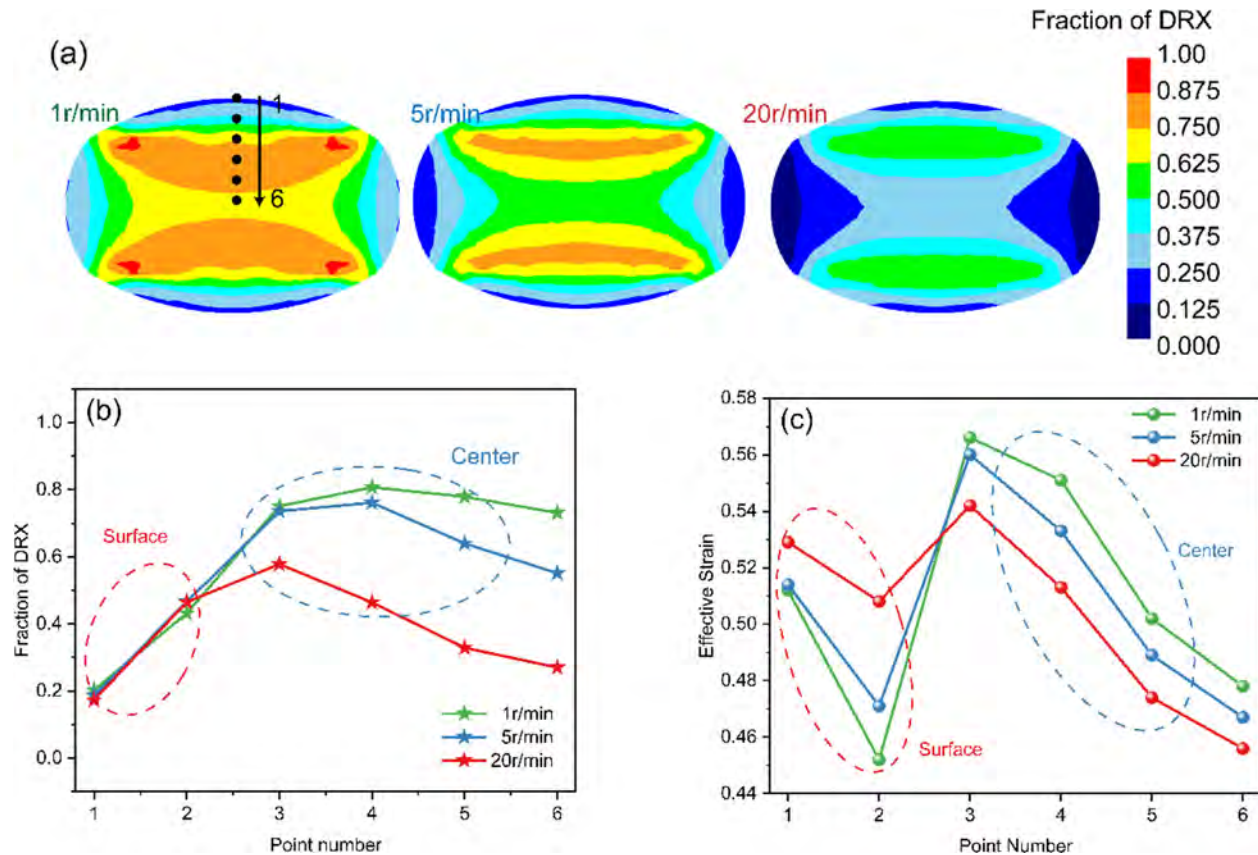 Fraction of DRX
(a)
1r/min
1
6
5r/min
20r/min
1.00
0.875
0.750
0.625
0.500
0.375
0.250
0.125
0.000
(b)
1.0
0.8
0.6
0.4
0.2
0.0
Fraction of DRX
Surface
Center
1r/min
5r/min
20r/min
1 2 3 4 5 6
Point number
(c)
0.58
0.56
0.54
0.52
0.50
0.48
0.46
0.44
Effective Strain
1r/min
5r/min
20r/min
Center
Surface
1 2 3 4 5 6
Point Number